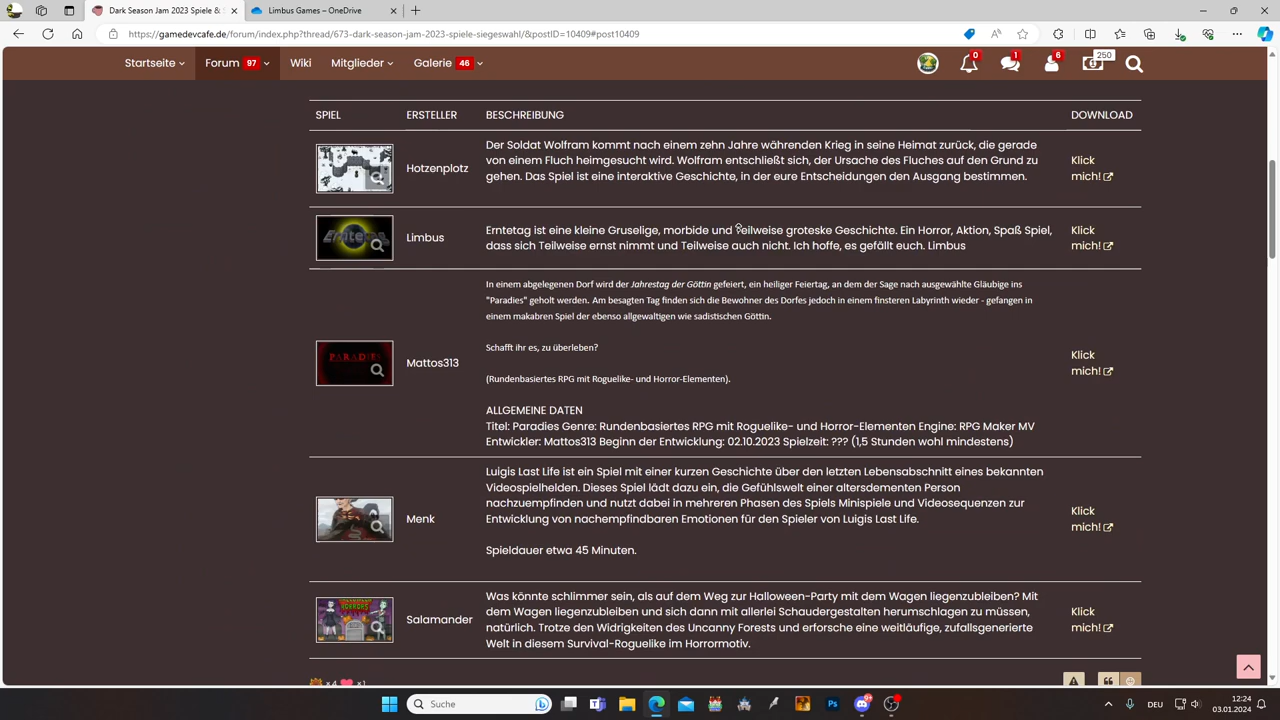 Dark Season Jam 2023 Spiele & S
Limbus Games – OneDrive
https://gamedevcafe.de/forum/index.php?thread/673-dark-season-jam-2023-spiele-siegeswahl/&postID=10409#post10409
Startseite
Forum 97
Wiki
Mitglieder
Galerie 46
0
1
6
250
SPIEL
ERSTELLER
BESCHREIBUNG
DOWNLOAD
Hotzenplotz
Der Soldat Wolfram kommt nach einem zehn Jahre währenden Krieg in seine Heimat zurück, die gerade
von einem Fluch heimgesucht wird. Wolfram entschließt sich, der Ursache des Fluches auf den Grund zu
gehen. Das Spiel ist eine interaktive Geschichte, in der eure Entscheidungen den Ausgang bestimmen.
Klick
mich!
Limbus
Erntetag ist eine kleine Gruselige, morbide und Teilweise groteske Geschichte. Ein Horror, Aktion, Spaß Spiel,
dass sich Teilweise ernst nimmt und Teilweise auch nicht. Ich hoffe, es gefällt euch. Limbus
Klick
mich!
PARADIES
Mattos313
In einem abgelegenen Dorf wird der Jahrestag der Göttin gefeiert, ein heiliger Feiertag, an dem der Sage nach ausgewählte Gläubige ins
"Paradies" geholt werden. Am besagten Tag finden sich die Bewohner des Dorfes jedoch in einem finsteren Labyrinth wieder - gefangen in
einem makabren Spiel der ebenso allgewaltigen wie sadistischen Göttin.
Schafft ihr es, zu überleben?
(Rundenbasiertes RPG mit Roguelike- und Horror-Elementen).
ALLGEMEINE DATEN
Titel: Paradies Genre: Rundenbasiertes RPG mit Roguelike- und Horror-Elementen Engine: RPG Maker MV
Entwickler: Mattos313 Beginn der Entwicklung: 02.10.2023 Spielzeit: ??? (1,5 Stunden wohl mindestens)
Klick
mich!
Menk
Luigis Last Life ist ein Spiel mit einer kurzen Geschichte über den letzten Lebensabschnitt eines bekannten
Videospielhelden. Dieses Spiel lädt dazu ein, die Gefühlswelt einer altersdementen Person
nachzuempfinden und nutzt dabei in mehreren Phasen des Spiels Minispiele und Videosequenzen zur
Entwicklung von nachempfindbaren Emotionen für den Spieler von Luigis Last Life.
Spieldauer etwa 45 Minuten.
Klick
mich!
Salamander
Was könnte schlimmer sein, als auf dem Weg zur Halloween-Party mit dem Wagen liegenzubleiben? Mit
dem Wagen liegenzubleiben und sich dann mit allerlei Schaudergestalten herumschlagen zu müssen,
natürlich. Trotze den Widrigkeiten des Uncanny Forests und erforsche eine weitläufige, zufallsgenerierte
Welt in diesem Survival-Roguelike im Horrormotiv.
Klick
mich!
×4
×1
Suche
DEU
12:24
03.01.2024